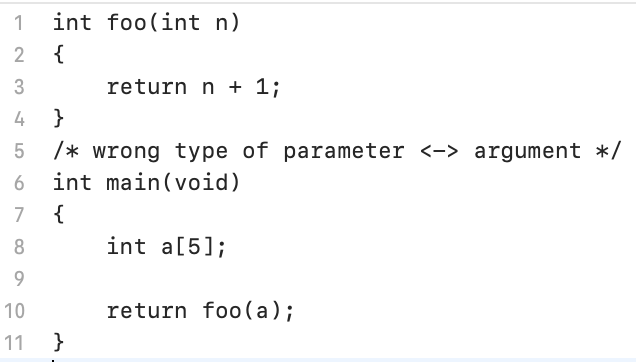 1 int foo(int n)
2 {
3     return n + 1;
4 }
5 /* wrong type of parameter <-> argument */
6 int main(void)
7 {
8     int a[5];
9
10     return foo(a);
11 }